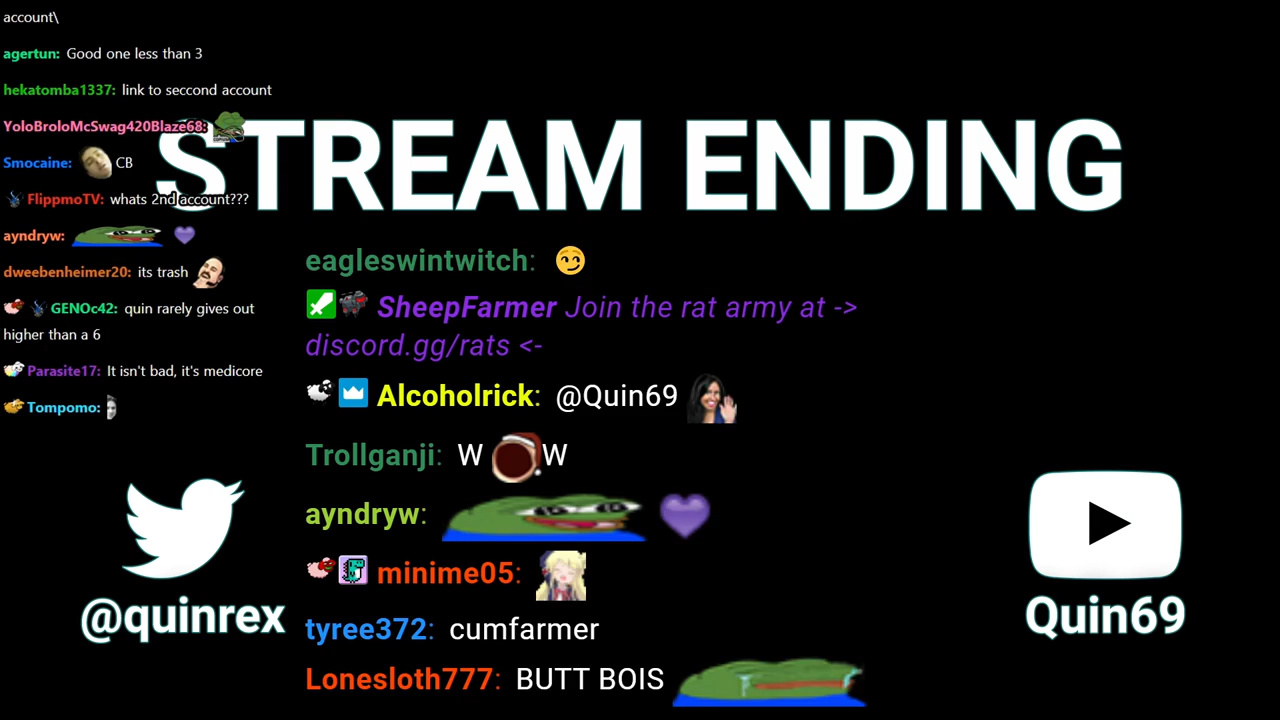 account\
agertun: Good one less than 3
hekatomba1337: link to seccond account
YoloBroloMcSwag420Blaze68:
Smocaine: CB
FlippmoTV: whats 2nd account???
ayndryw:
dweebenheimer20: its trash
GENOc42: quin rarely gives out
higher than a 6
Parasite17: It isn't bad, it's medicore
Tompomo:
STREAM ENDING
eagleswintwitch:
SheepFarmer Join the rat army at ->
discord.gg/rats <-
Alcoholrick: @Quin69
Trollganji: W W
ayndryw:
minime05:
tyree372: cumfarmer
Lonesloth777: BUTT BOIS
@quinrex
Quin69